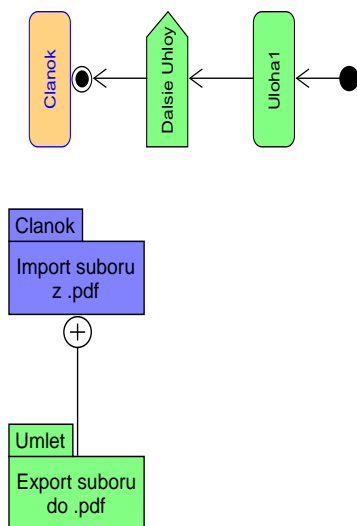 Clanok
Dalsie Uhloy
Uloha1
Clanok
Import suboru
z .pdf
Umlet
Export suboru
do .pdf